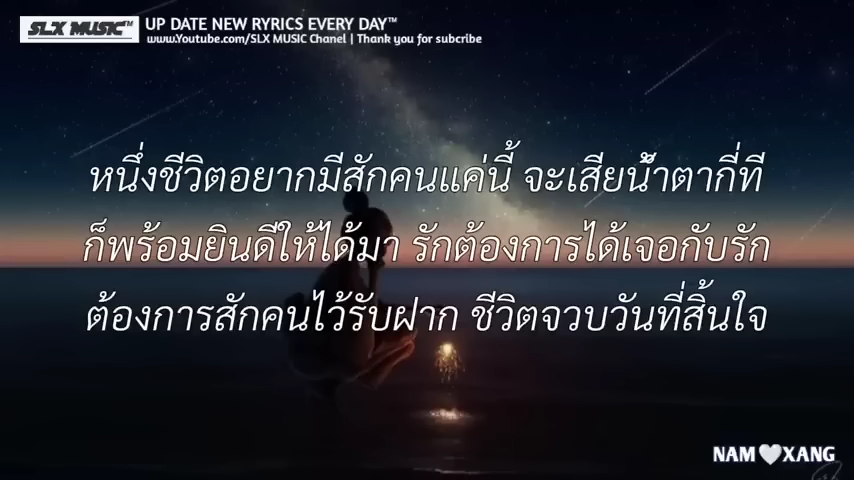 SLX MUSIC™
UP DATE NEW RYRICS EVERY DAY™
www.Youtube.com/SLX MUSIC Chanel | Thank you for subcribe
หนึ่งชีวิตอยากมีสักคนแค่นี้ จะเสียน้ำตากี่ที
ก็พร้อมยินดีให้ได้มา รักต้องการได้เจอกับรัก
ต้องการสักคนไว้รับฝาก ชีวิตจวบวันที่สิ้นใจ
NAM🤍XANG